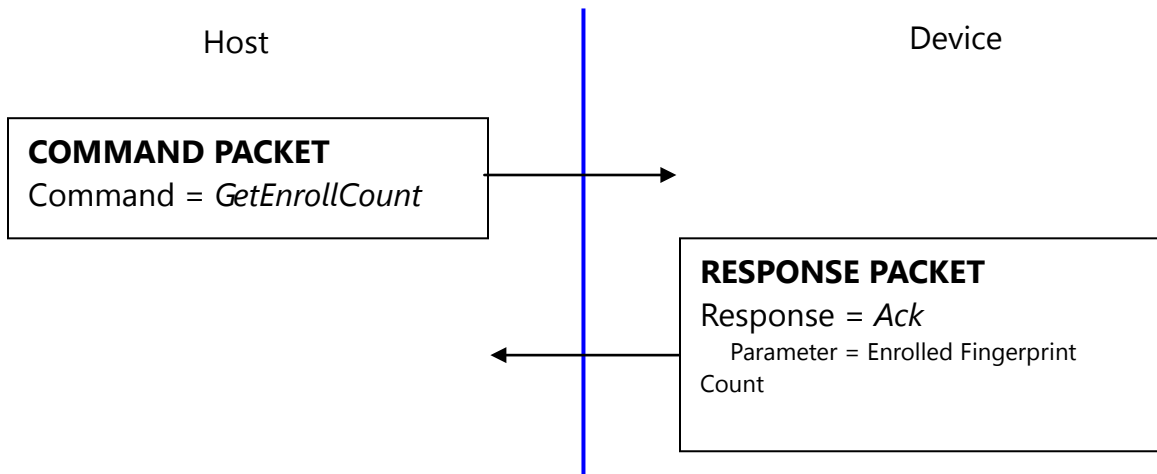 Host
Device
COMMAND PACKET
Command = GetEnrollCount
RESPONSE PACKET
Response = Ack
Parameter = Enrolled Fingerprint
Count